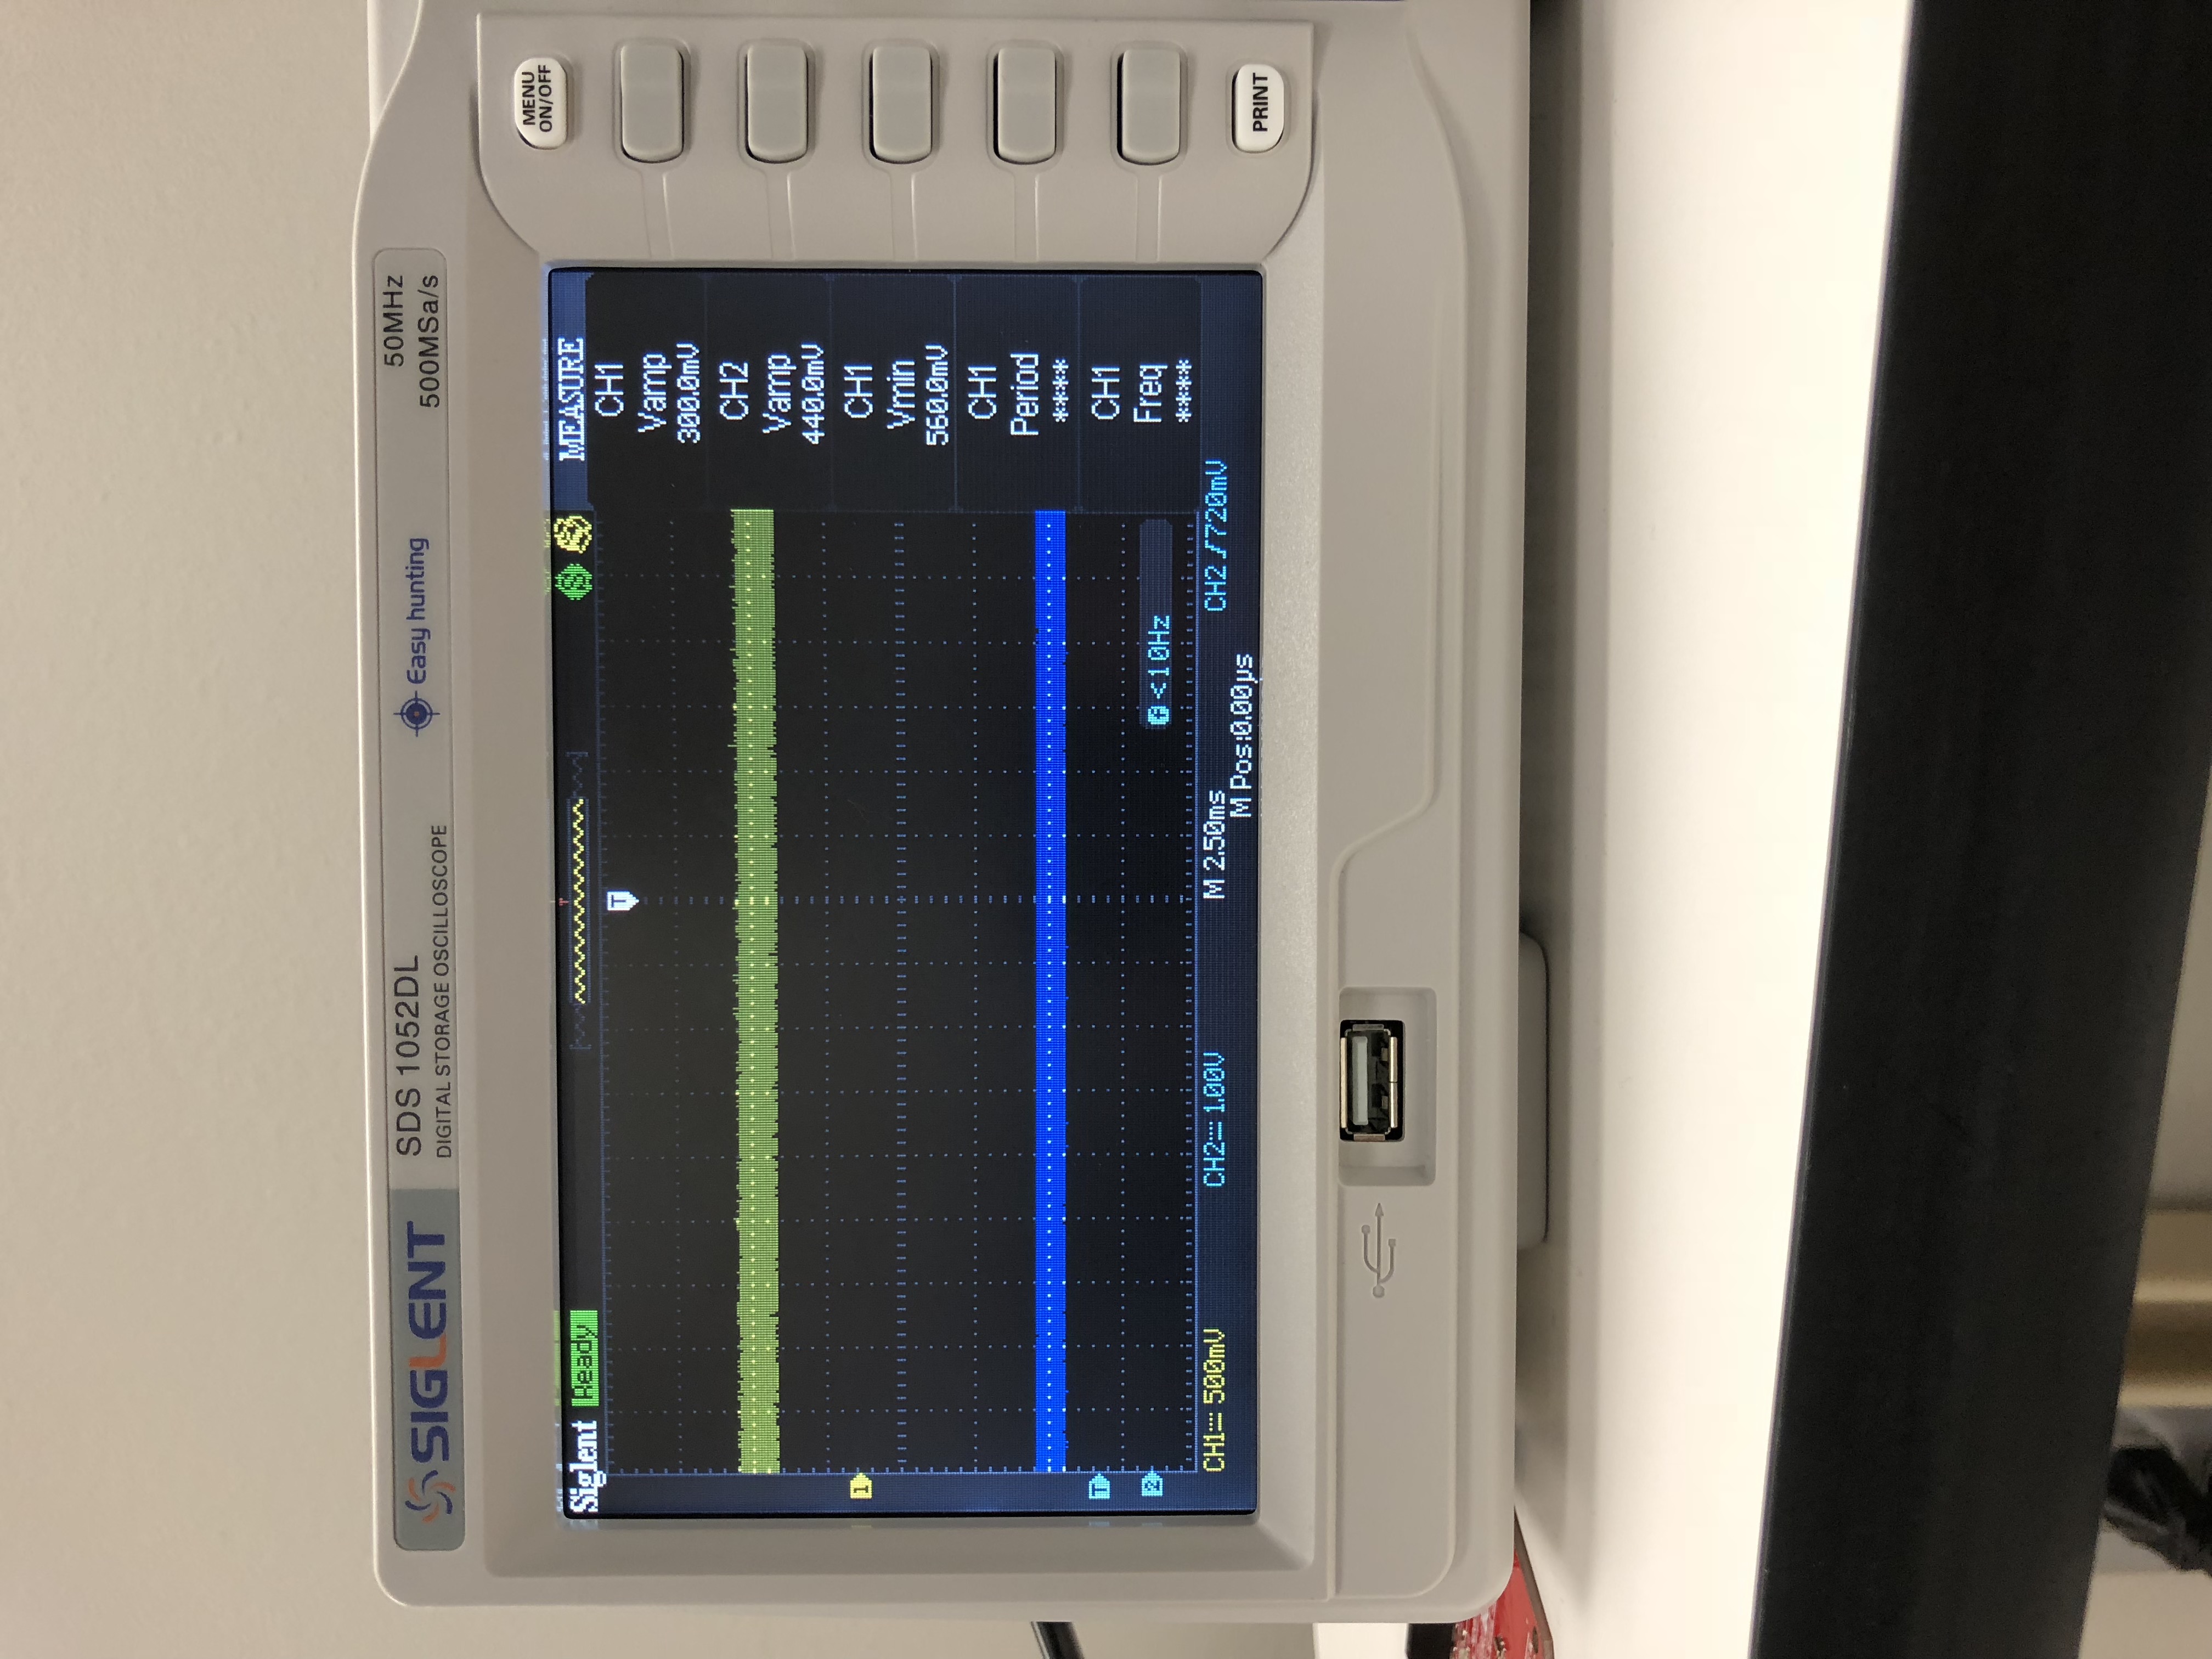 SIGLENT
SDS 1052DL
DIGITAL STORAGE OSCILLOSCOPE
Easy hunting
50MHz
500MSa/s
MENU
ON/OFF
Siglent Ready
T
MEASURE
T
CH1
Vamp
300.0mV
CH2
Vamp
440.0mV
1
CH1
Vmin
560.0mV
CH1
Period
****
T
CH1
Freq
****
2
f <10Hz
CH1 500mV CH2 1.00V M 2.50ms CH2 720mV
M Pos:0.00µs
PRINT